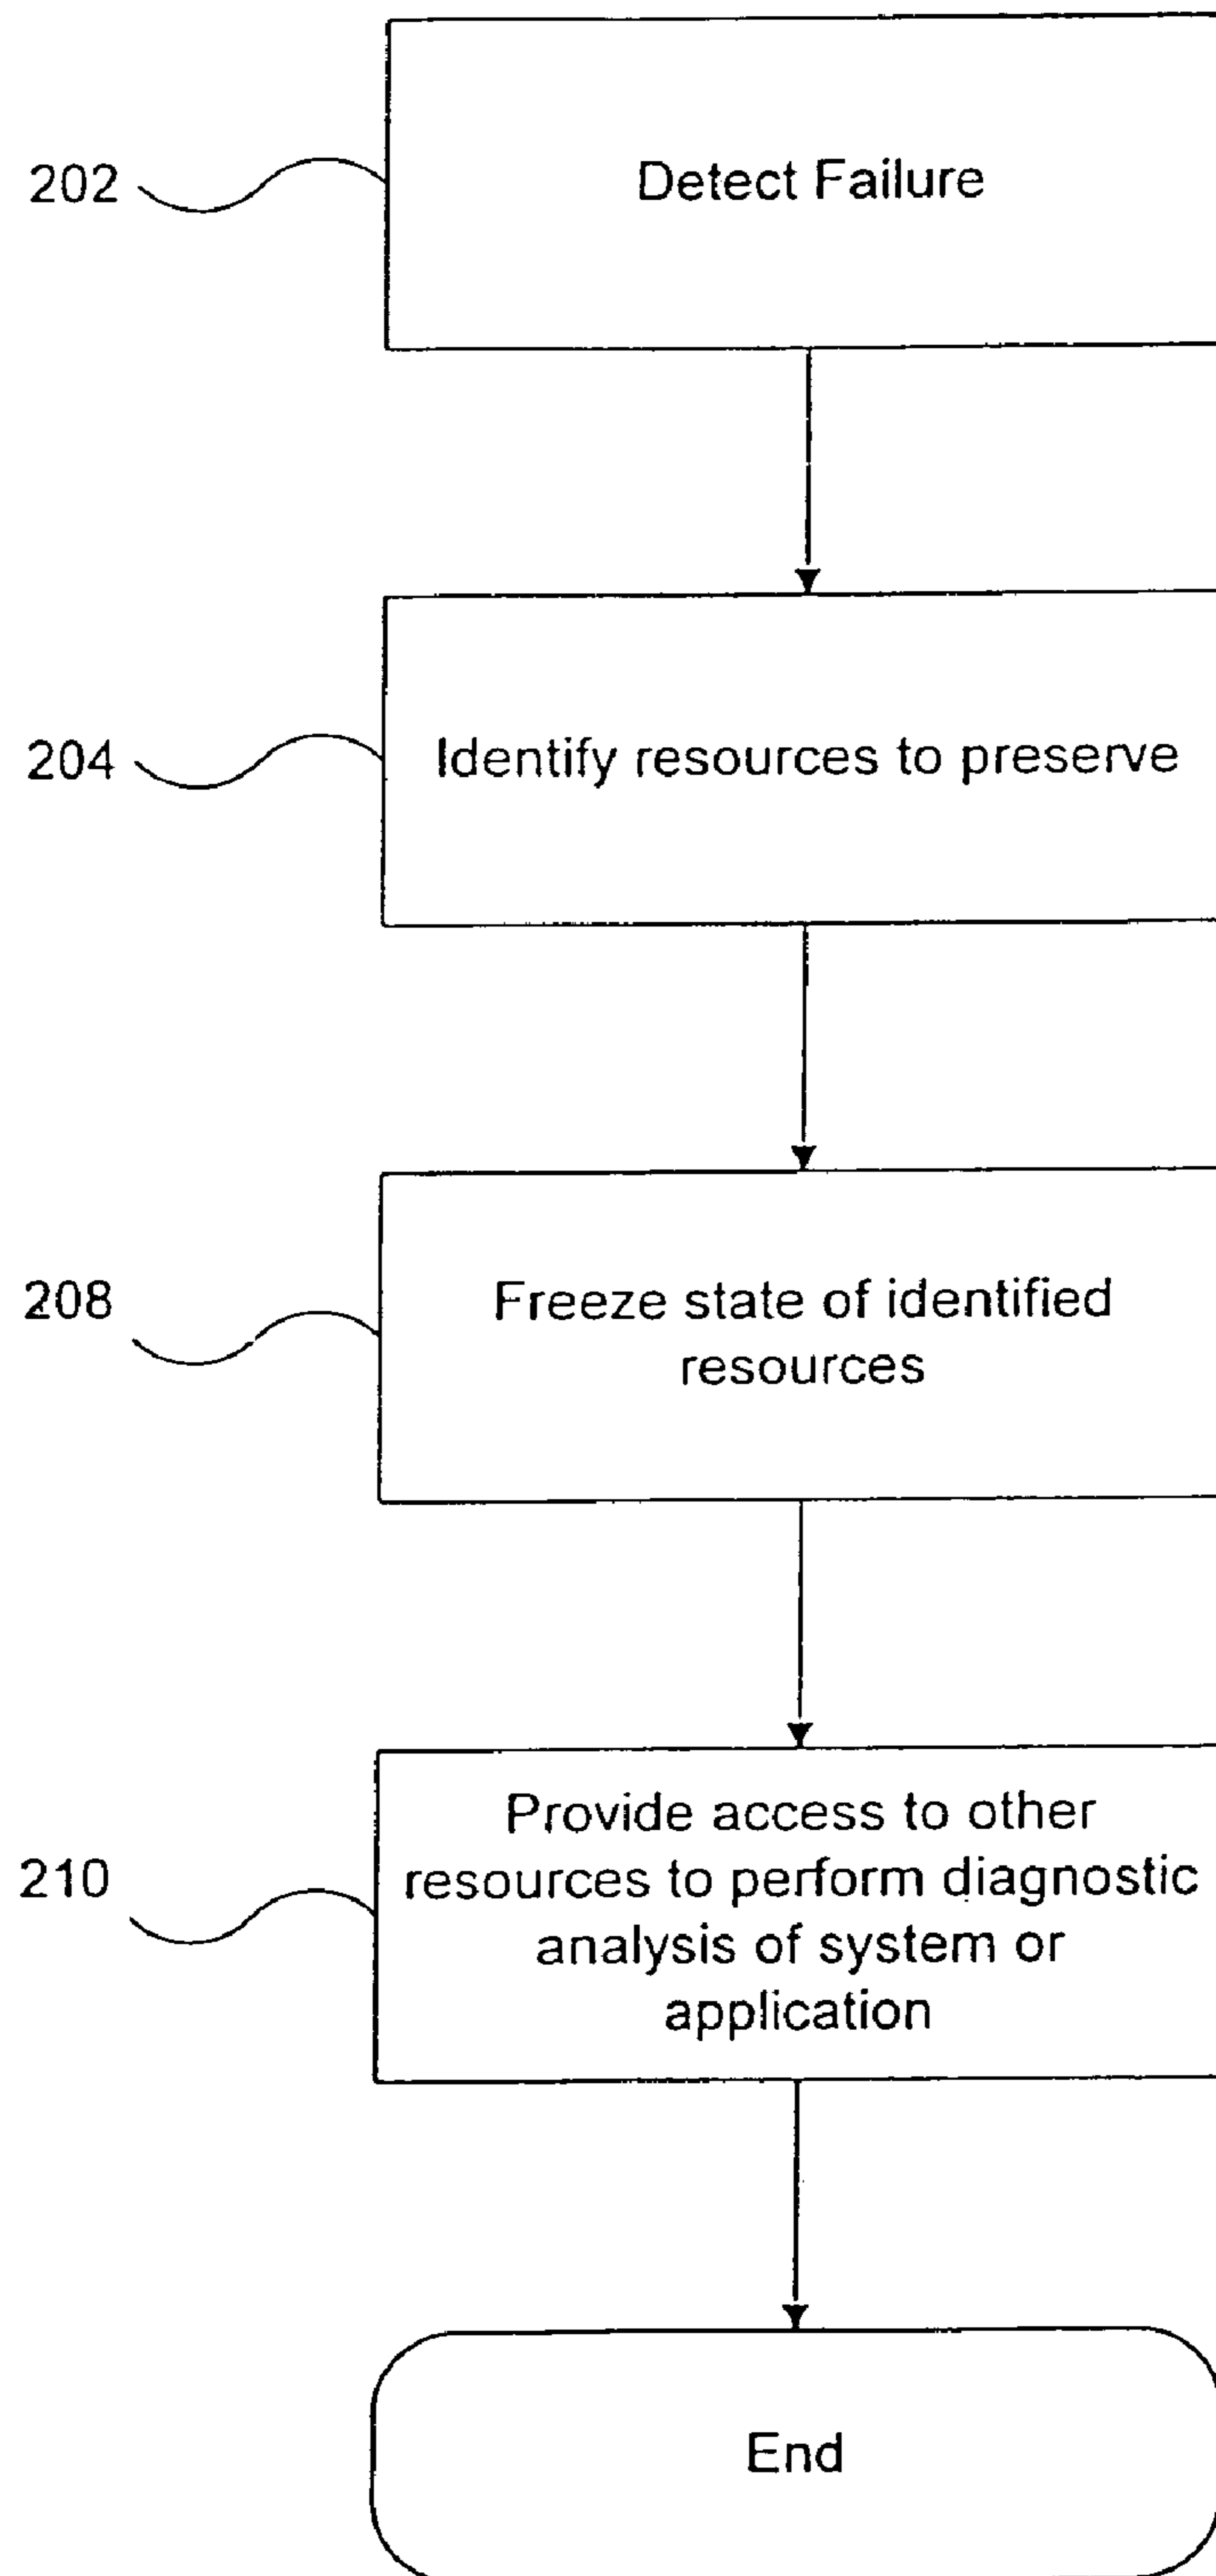 202
Detect Failure
204
Identify resources to preserve
208
Freeze state of identified
resources
210
Provide access to other
resources to perform diagnostic
analysis of system or
application
End